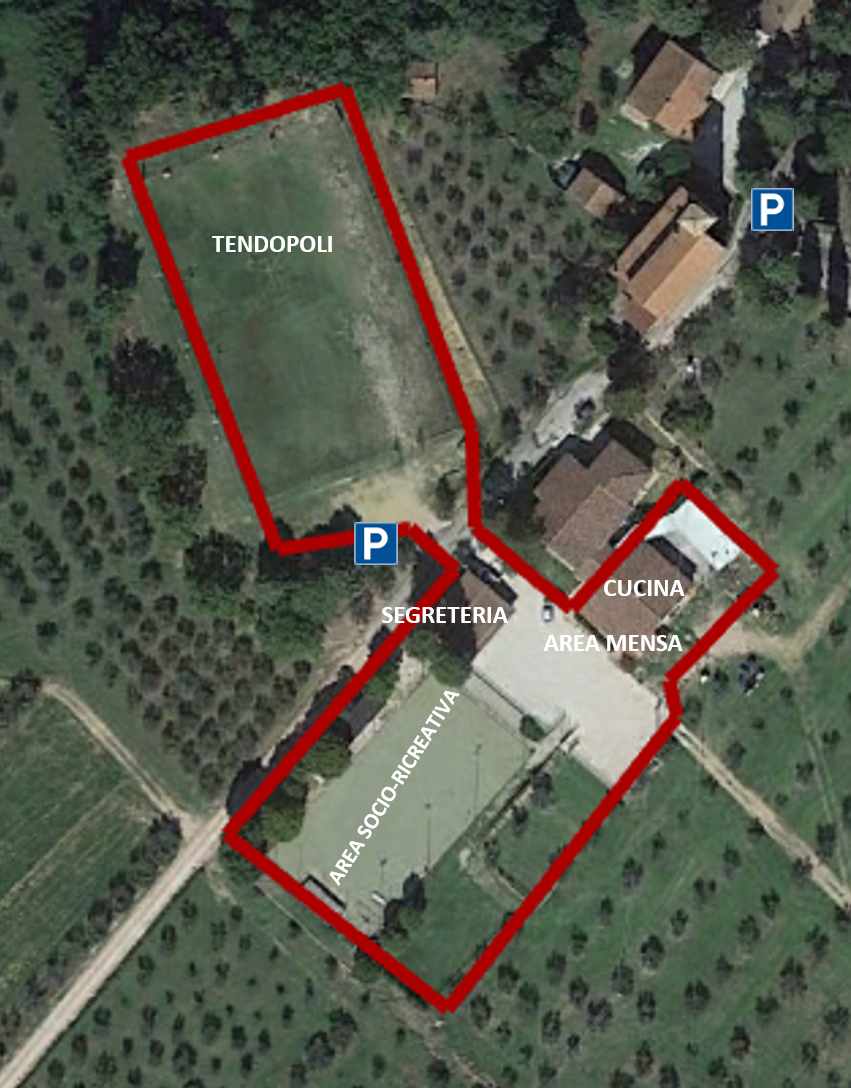 P
TENDOPOLI
P
CUCINA
SEGRETERIA
AREA MENSA
AREA SOCIO-RICREATIVA